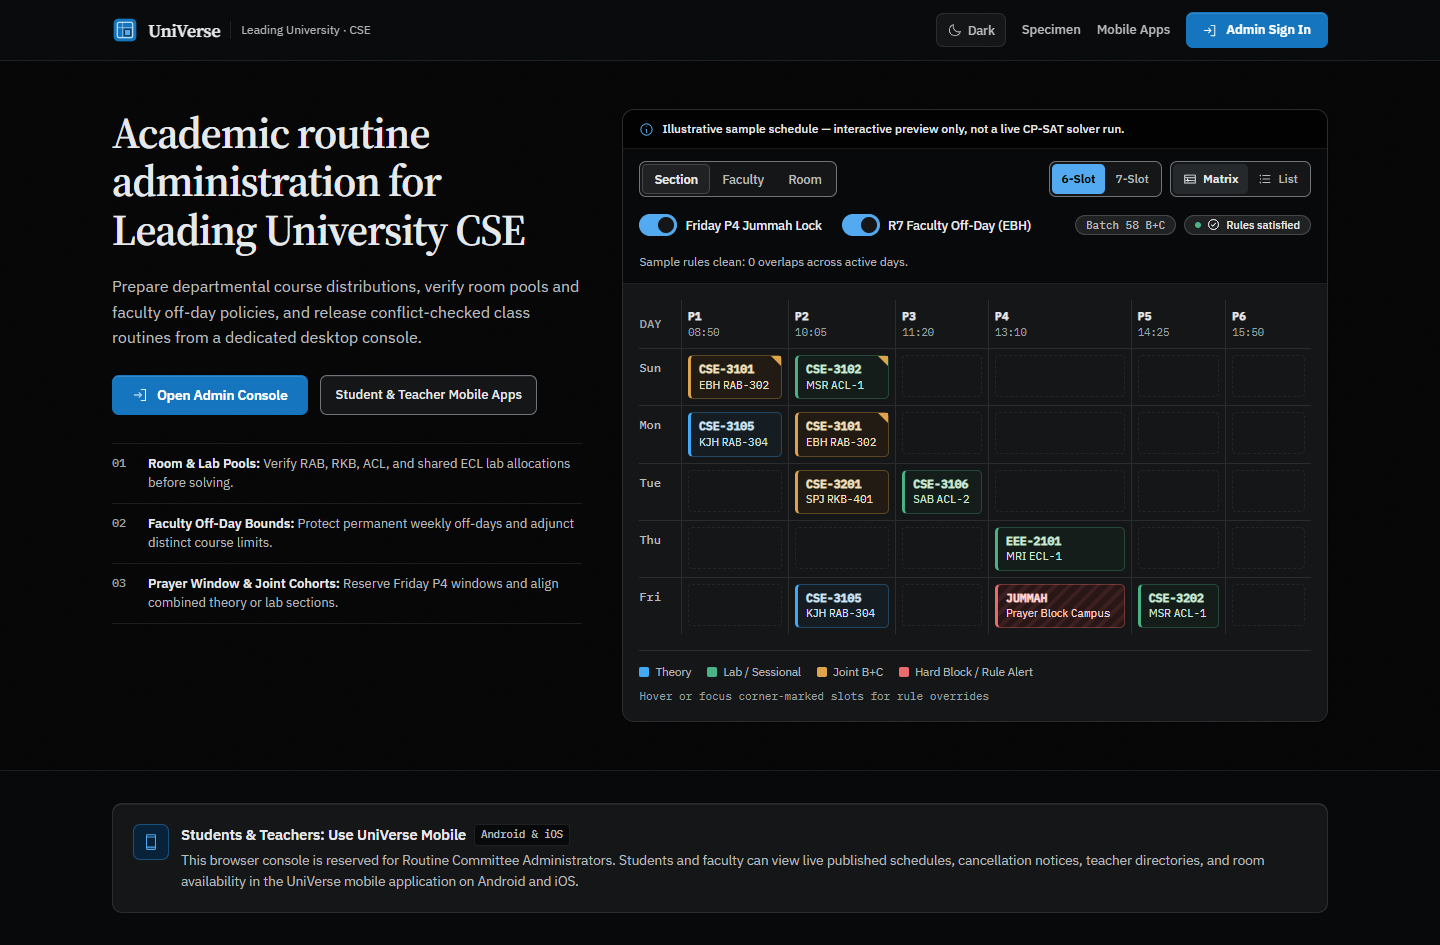 UniVerse
Leading University · CSE
Dark
Specimen
Mobile Apps
Admin Sign In
Academic routine
administration for
Leading University CSE
Prepare departmental course distributions, verify room pools and
faculty off-day policies, and release conflict-checked class
routines from a dedicated desktop console.
Open Admin Console
Student & Teacher Mobile Apps
01 Room & Lab Pools: Verify RAB, RKB, ACL, and shared ECL lab allocations
before solving.
02 Faculty Off-Day Bounds: Protect permanent weekly off-days and adjunct
distinct course limits.
03 Prayer Window & Joint Cohorts: Reserve Friday P4 windows and align
combined theory or lab sections.
Illustrative sample schedule — interactive preview only, not a live CP-SAT solver run.
Section Faculty Room
6-Slot 7-Slot
Matrix List
Friday P4 Jummah Lock
R7 Faculty Off-Day (EBH)
Batch 58 B+C
Rules satisfied
Sample rules clean: 0 overlaps across active days.
DAY
P1 P2 P3 P4 P5 P6
08:50 10:05 11:20 13:10 14:25 15:50
Sun
CSE-3101 CSE-3102
EBH RAB-302 MSR ACL-1
Mon
CSE-3105 CSE-3101
KJH RAB-304 EBH RAB-302
Tue
CSE-3201 CSE-3106
SPJ RKB-401 SAB ACL-2
Thu
EEE-2101
MRI ECL-1
Fri
CSE-3105 JUMMAH CSE-3202
KJH RAB-304 Prayer Block Campus MSR ACL-1
Theory Lab / Sessional Joint B+C Hard Block / Rule Alert
Hover or focus corner-marked slots for rule overrides
Students & Teachers: Use UniVerse Mobile Android & iOS
This browser console is reserved for Routine Committee Administrators. Students and faculty can view live published schedules, cancellation notices, teacher directories, and room
availability in the UniVerse mobile application on Android and iOS.